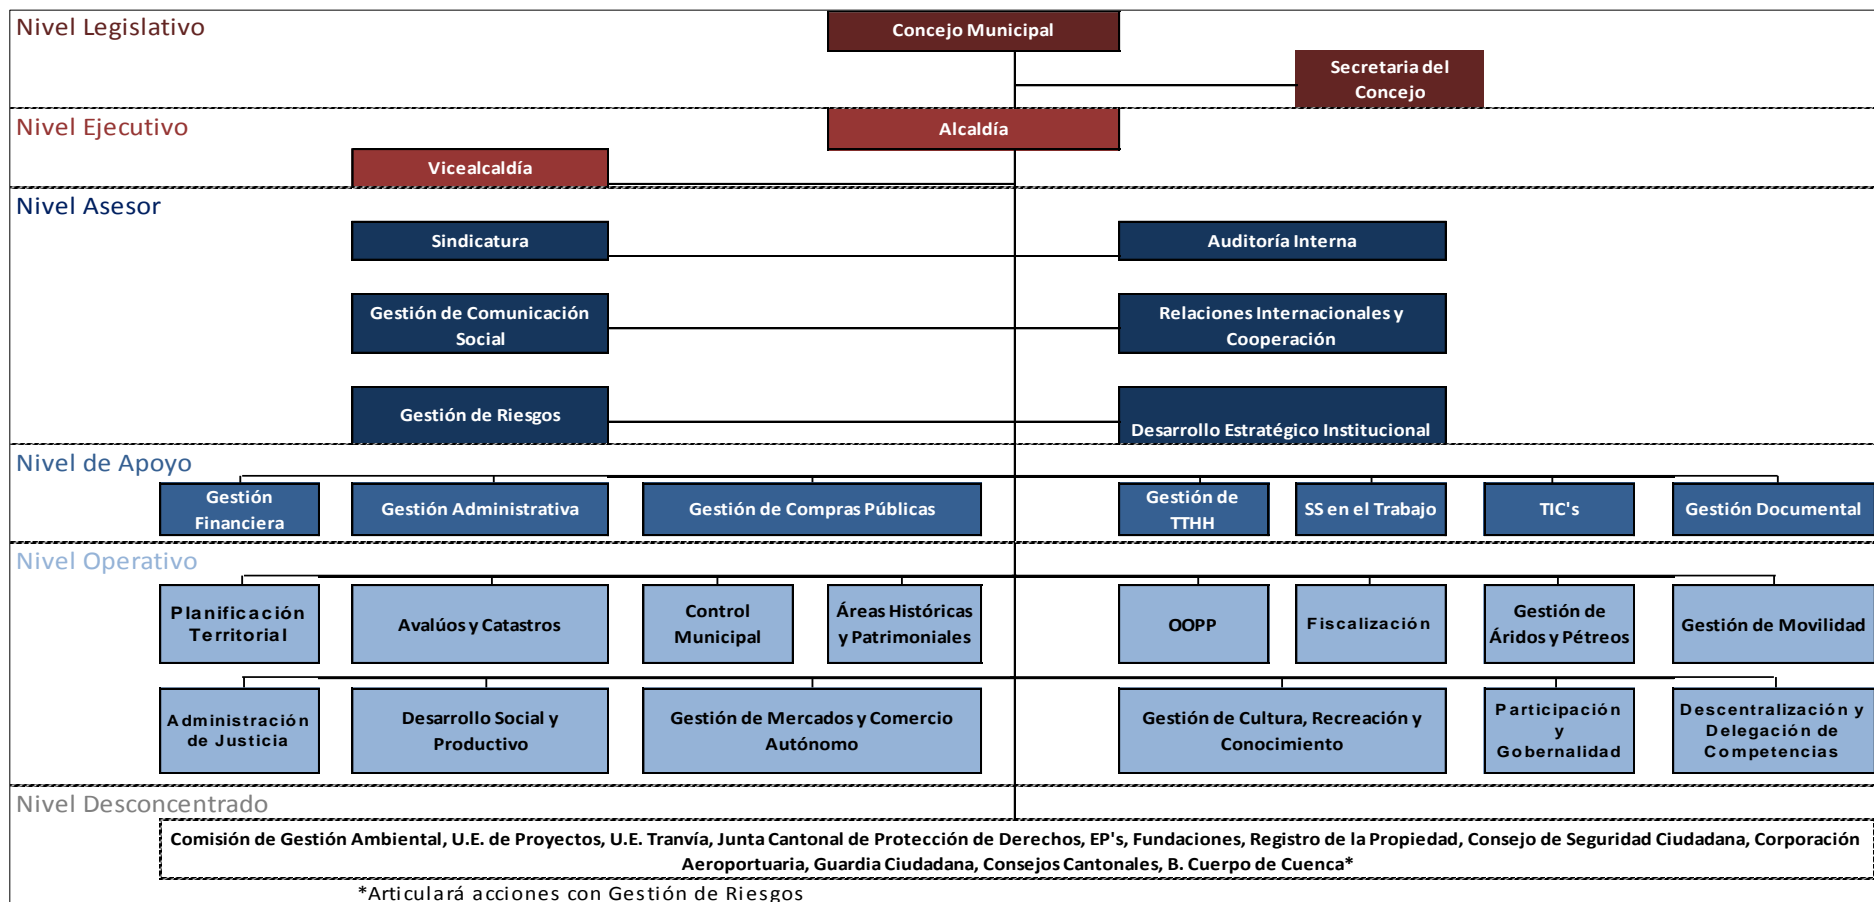 Nivel Legislativo
Concejo Municipal
Secretaria del
Concejo
Nivel Ejecutivo
Alcaldía
Vicealcaldía
Nivel Asesor
Sindicatura
Auditoría Interna
Gestión de Comunicación
Social
Relaciones Internacionales y
Cooperación
Gestión de Riesgos
Desarrollo Estratégico Institucional
Nivel de Apoyo
Gestión
Financiera
Gestión Administrativa
Gestión de Compras Públicas
Gestión de
TTHH
SS en el Trabajo
TIC's
Gestión Documental
Nivel Operativo
Planificación
Territorial
Avalúos y Catastros
Control
Municipal
Áreas Históricas
y Patrimoniales
OOPP
Fiscalización
Gestión de
Áridos y Pétreos
Gestión de Movilidad
Administración
de Justicia
Desarrollo Social y
Productivo
Gestión de Mercados y Comercio
Autónomo
Gestión de Cultura, Recreación y
Conocimiento
Participación
y
Gobernalidad
Descentralización y
Delegación de
Competencias
Nivel Desconcentrado
Comisión de Gestión Ambiental, U.E. de Proyectos, U.E. Tranvía, Junta Cantonal de Protección de Derechos, EP's, Fundaciones, Registro de la Propiedad, Consejo de Seguridad Ciudadana, Corporación
Aeroportuaria, Guardia Ciudadana, Consejos Cantonales, B. Cuerpo de Cuenca*
*Articulará acciones con Gestión de Riesgos